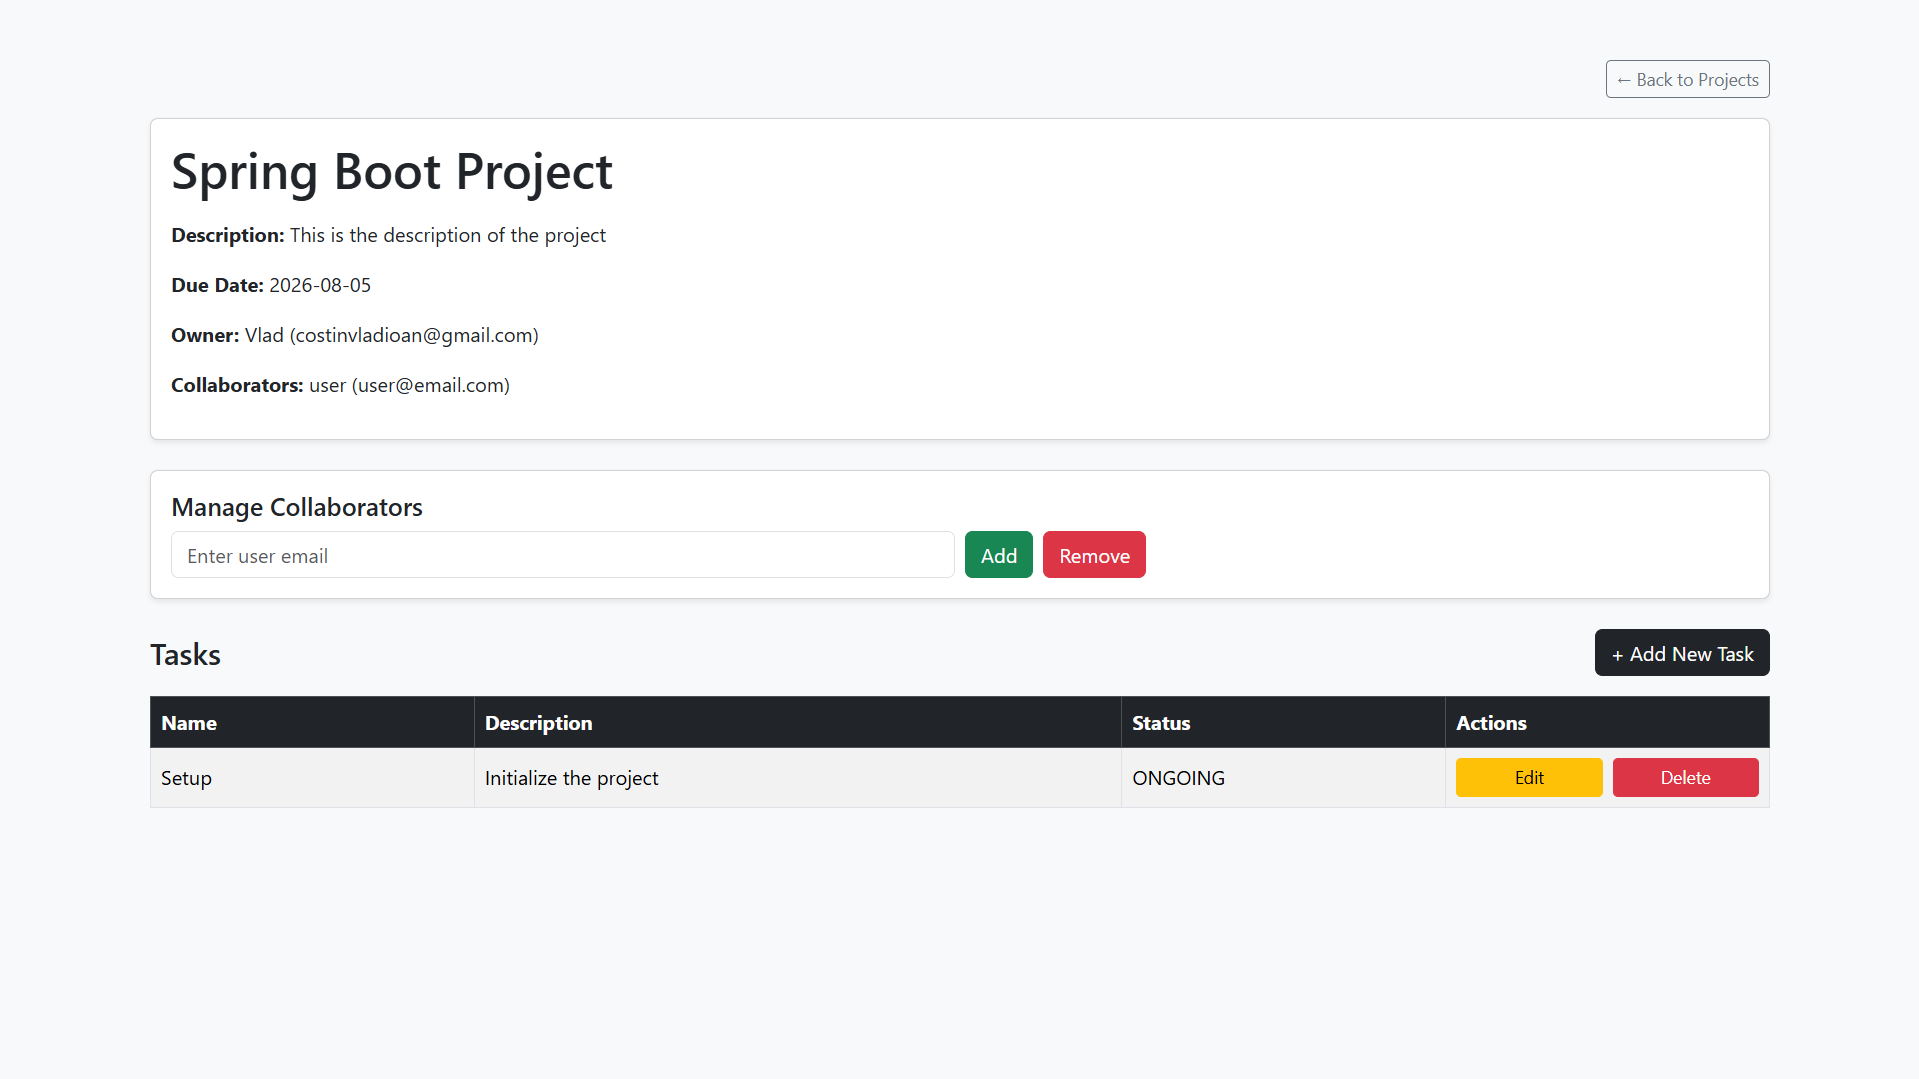 ← Back to Projects
Spring Boot Project
Description: This is the description of the project
Due Date: 2026-08-05
Owner: Vlad (costinvladioan@gmail.com)
Collaborators: user (user@email.com)
Manage Collaborators
Enter user email Add Remove
Tasks + Add New Task
Name Description Status Actions
Setup Initialize the project ONGOING Edit Delete